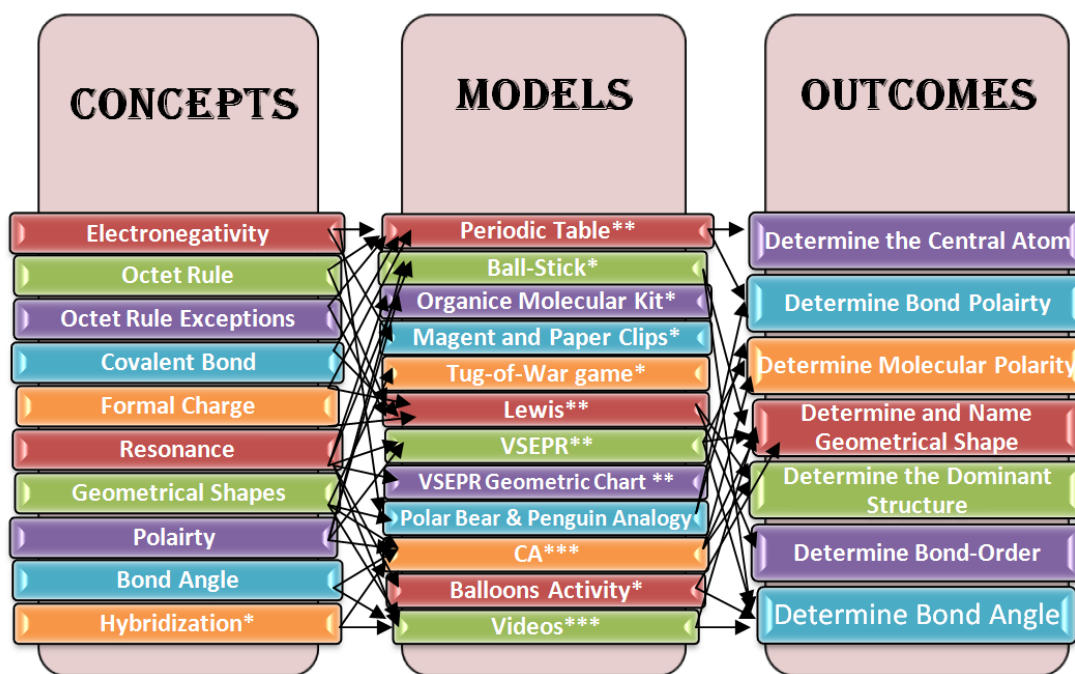 CONCEPTS
Electronegativity
Octet Rule
Octet Rule Exceptions
Covalent Bond
Formal Charge
Resonance
Geometrical Shapes
Polairty
Bond Angle
Hybridization*
MODELS
Periodic Table**
Ball-Stick*
Organice Molecular Kit*
Magent and Paper Clips*
Tug-of-War game*
Lewis**
VSEPR**
VSEPR Geometric Chart **
Polar Bear & Penguin Analogy
CA***
Balloons Activity*
Videos***
OUTCOMES
Determine the Central Atom
Determine Bond Polairty
Determine Molecular Polarity
Determine and Name
Geometrical Shape
Determine the Dominant
Structure
Determine Bond-Order
Determine Bond Angle